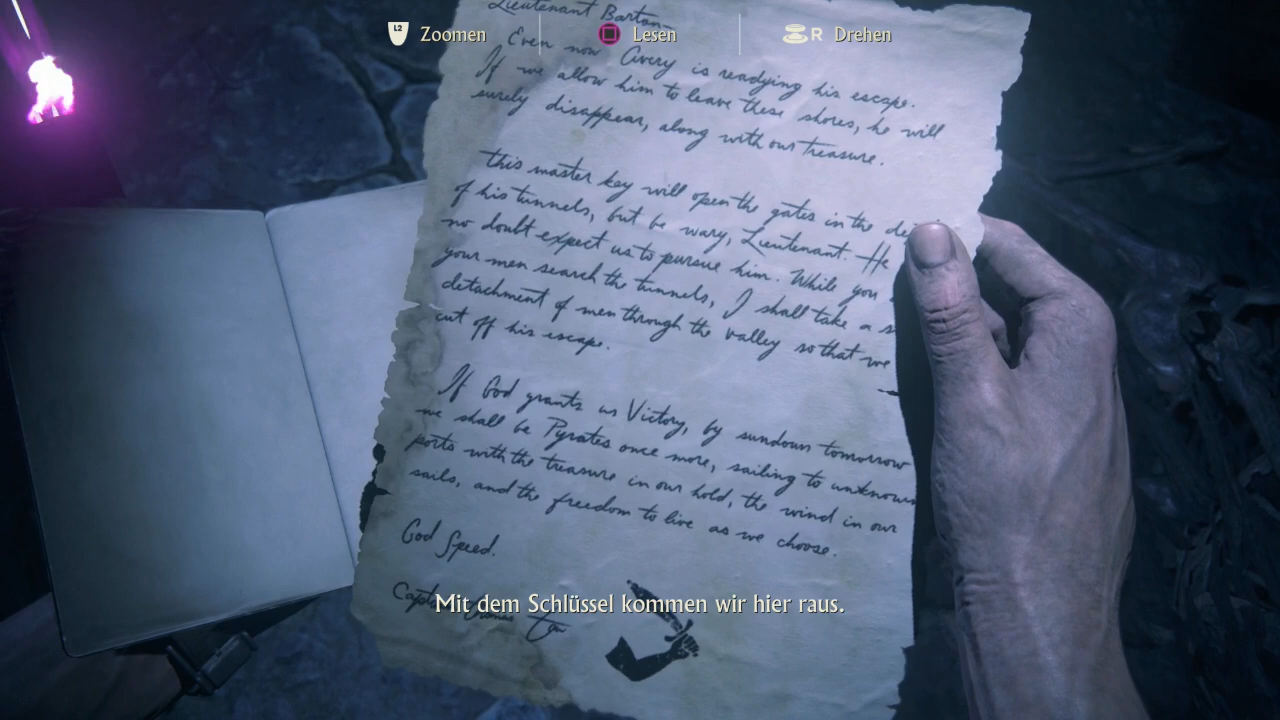 L2 Zoomen Lesen R Drehen
Lieutenant Barton
Even now Avery is readying his escape.
If we allow him to leave these shores, he will
surely disappear, along with our treasure.
this master key will open the gates in the
of his tunnels, but be wary, Lieutenant. He
no doubt expect us to pursue him. While you
your men search the tunnels, I shall take a
detachment of men through the valley so that we
cut off his escape.
If God grants us Victory, by sundown tomorrow
we shall be Pyrates once more, sailing to unknown
ports with the treasure in our hold, the wind in our
sails, and the freedom to live as we choose.
God Speed.
Mit dem Schlüssel kommen wir hier raus.